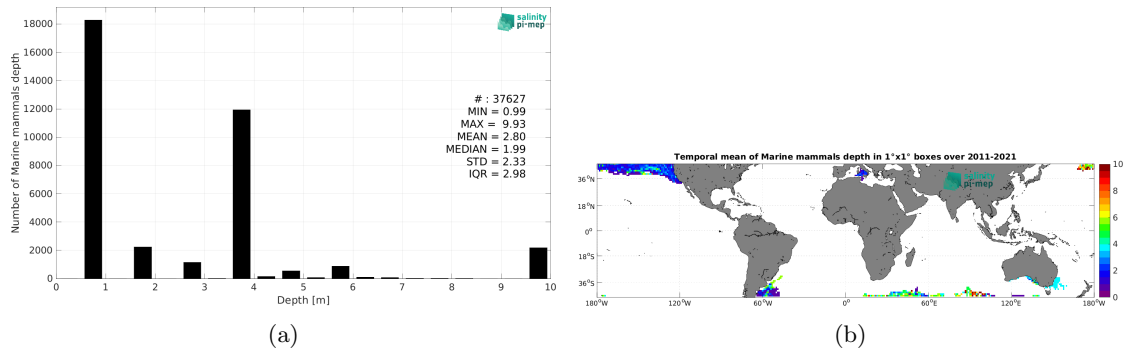 18000
16000
14000
12000
10000
8000
6000
4000
2000
0
Number of Marine mammals depth
salinity
pi-mep
# : 37627
MIN = 0.99
MAX = 9.93
MEAN = 2.80
MEDIAN = 1.99
STD = 2.33
IQR = 2.98
0 1 2 3 4 5 6 7 8 9 10
Depth [m]
(a)
Temporal mean of Marine mammals depth in 1°x1° boxes over 2011-2021
salinity
pi-mep
36°N
18°N
0°
18°S
36°S
180°W 120°W 60°W 0° 60°E 120°E 180°W
10
8
6
4
2
0
(b)